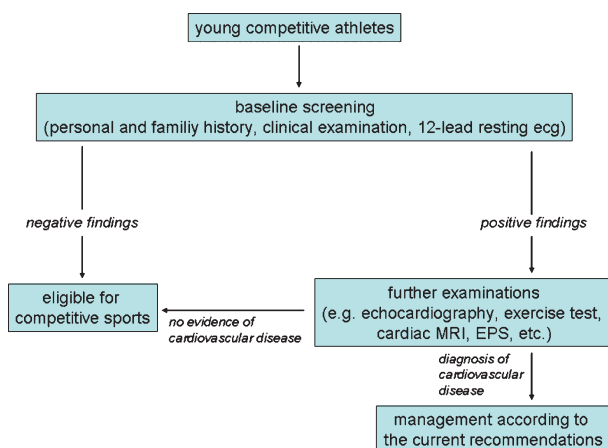 young competitive athletes
baseline screening
(personal and familiy history, clinical examination, 12-lead resting ecg)
negative findings
positive findings
eligible for
competitive sports
no evidence of
cardiovascular disease
further examinations
(e.g. echocardiography, exercise test,
cardiac MRI, EPS, etc.)
diagnosis of
cardiovascular
disease
management according to
the current recommendations